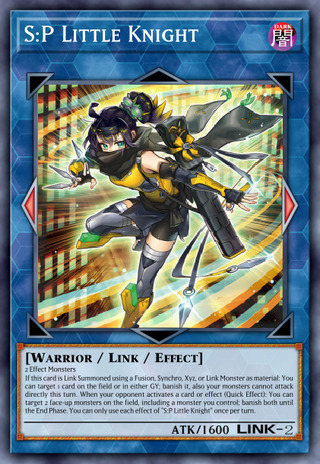 S:P Little Knight
DARK
闇
[Warrior / Link / Effect]
2 Effect Monsters
If this card is Link Summoned using a Fusion, Synchro, Xyz, or Link Monster as material: You
can target 1 card on the field or in either GY; banish it, also your monsters cannot attack
directly this turn. When your opponent activates a card or effect (Quick Effect): You can
target 2 face-up monsters on the field, including a monster you control; banish both until
the End Phase. You can only use each effect of "S:P Little Knight" once per turn.
ATK/1600 LINK-2